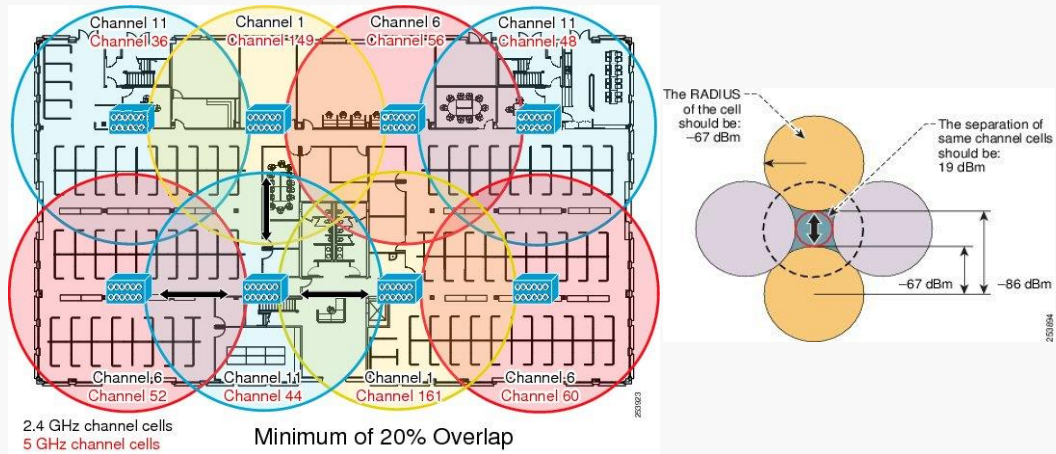 Channel 11
Channel 36
Channel 1
Channel 149
Channel 6
Channel 56
Channel 11
Channel 48
Channel 6
Channel 52
Channel 11
Channel 44
Channel 1
Channel 161
Channel 6
Channel 60
2.4 GHz channel cells
5 GHz channel cells
Minimum of 20% Overlap
253923
The RADIUS
of the cell
should be:
–67 dBm
The separation of
same channel cells
should be:
19 dBm
–67 dBm
–86 dBm
253894